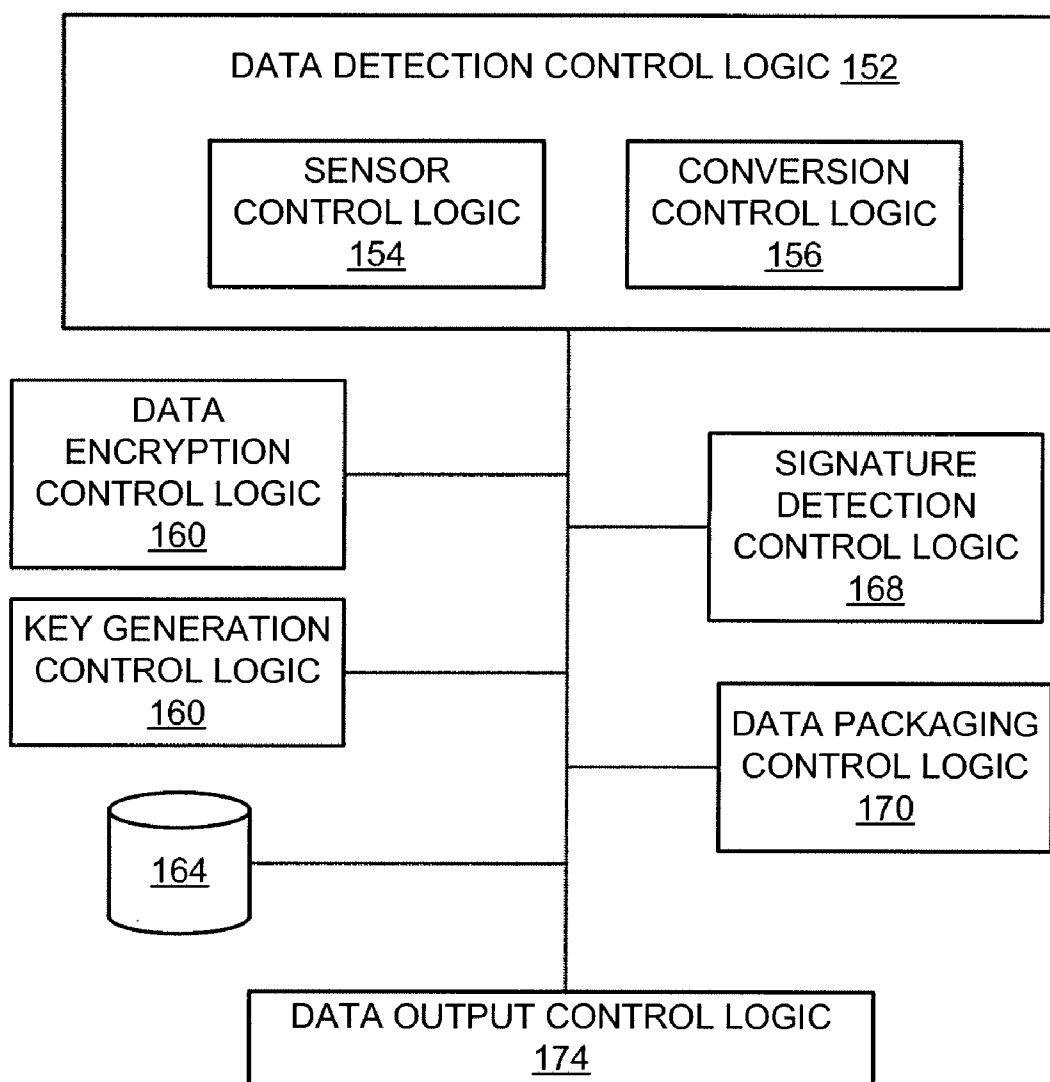 DATA DETECTION CONTROL LOGIC 152
SENSOR
CONTROL LOGIC
154
CONVERSION
CONTROL LOGIC
156
DATA
ENCRYPTION
CONTROL LOGIC
160
SIGNATURE
DETECTION
CONTROL LOGIC
168
KEY GENERATION
CONTROL LOGIC
160
DATA PACKAGING
CONTROL LOGIC
170
164
DATA OUTPUT CONTROL LOGIC
174